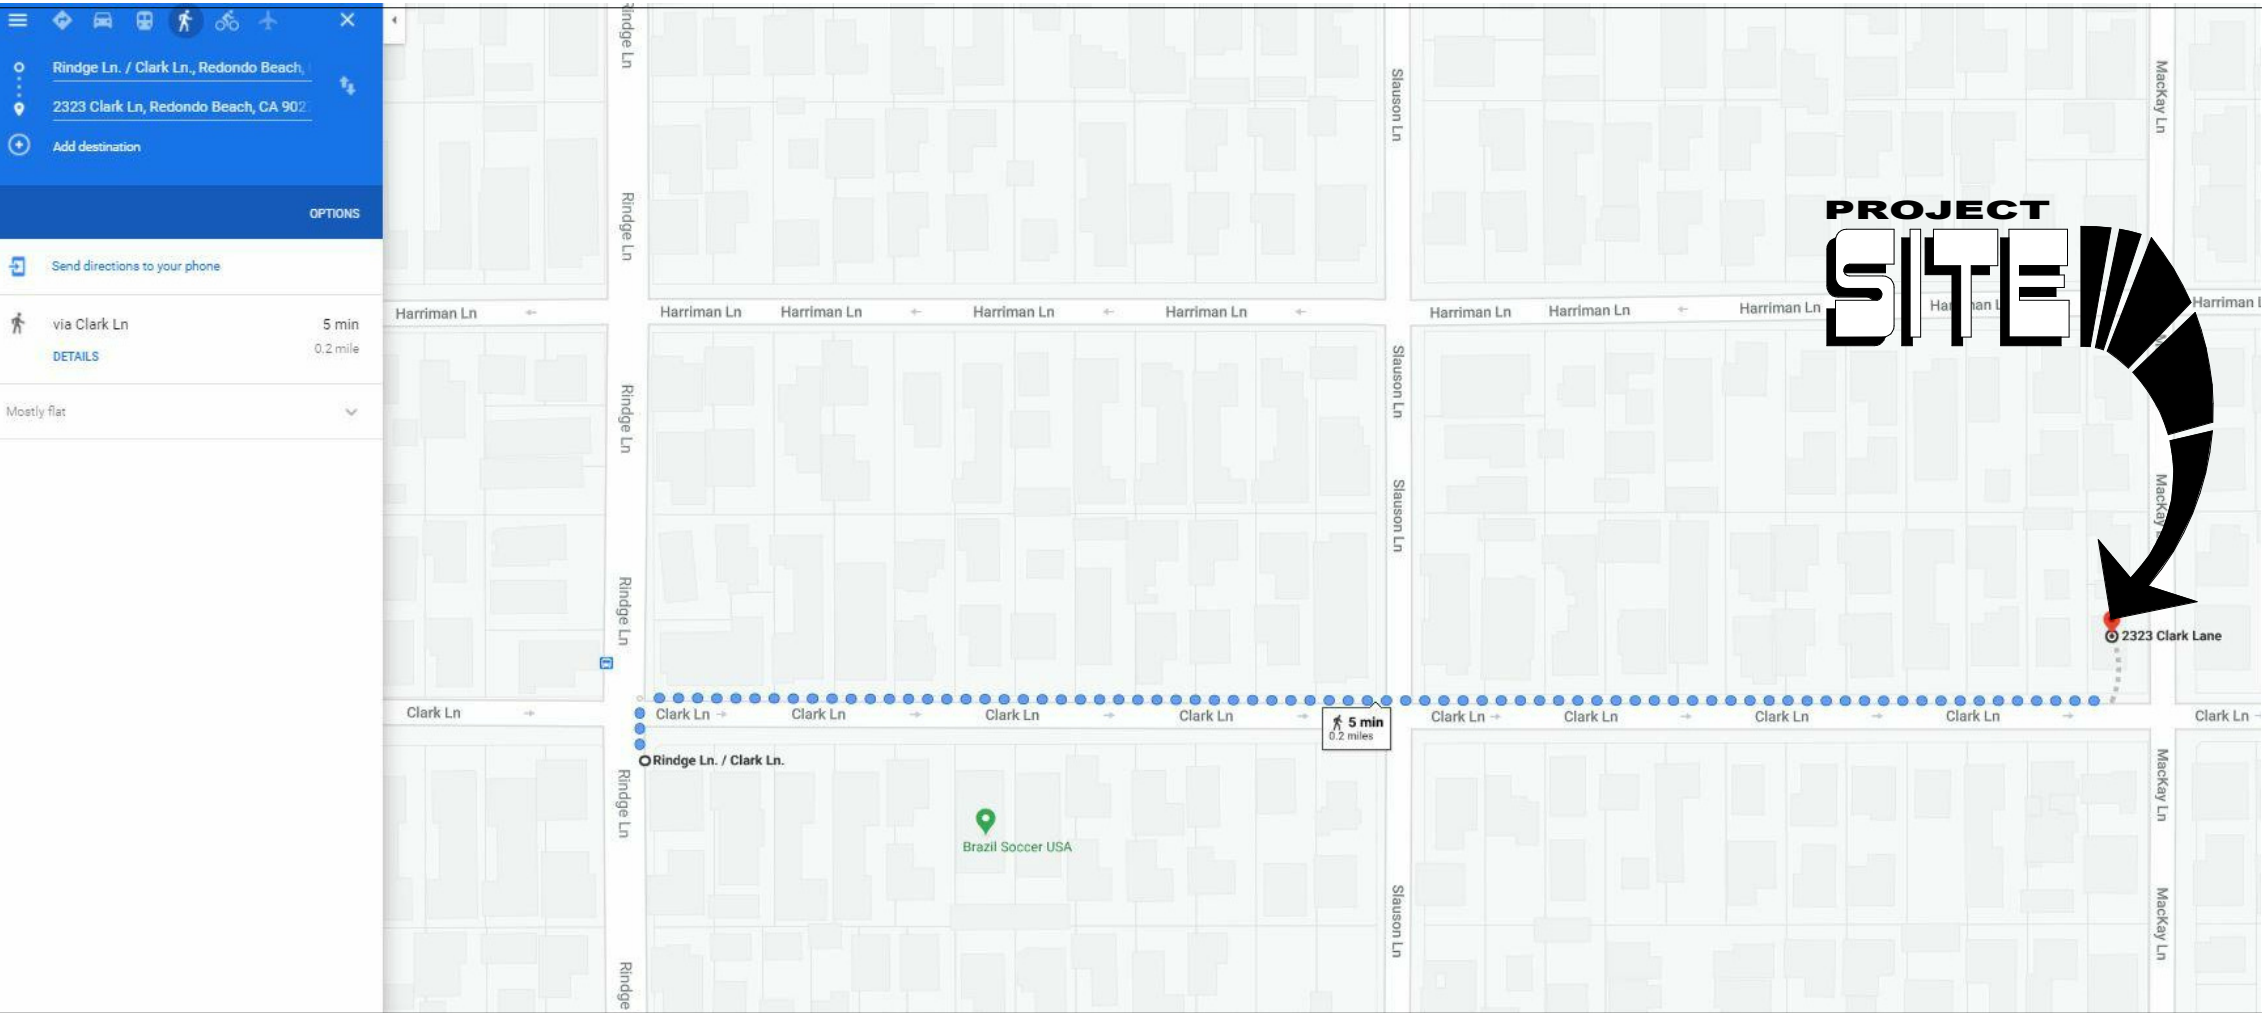 Rindge Ln. / Clark Ln., Redondo Beach,
2323 Clark Ln, Redondo Beach, CA 902
Add destination
OPTIONS
Send directions to your phone
via Clark Ln
5 min
DETAILS
0.2 mile
Mostly flat
Rindge Ln
Slauson Ln
MacKay Ln
Rindge Ln
PROJECT
SITE
Harriman Ln
Harriman Ln
Harriman Ln
Harriman Ln
Harriman Ln
Harriman Ln
Harriman Ln
Harriman Ln
Harriman
Rindge Ln
Slauson Ln
Slauson Ln
MacKay
Rindge Ln
2323 Clark Lane
Clark Ln
Clark Ln
Clark Ln
Clark Ln
Clark Ln
Clark Ln
Clark Ln
Clark Ln
Clark Ln
Clark Ln
5 min
0.2 miles
Rindge Ln. / Clark Ln.
Rindge Ln
MacKay Ln
Brazil Soccer USA
Slauson Ln
MacKay Ln
Rindge